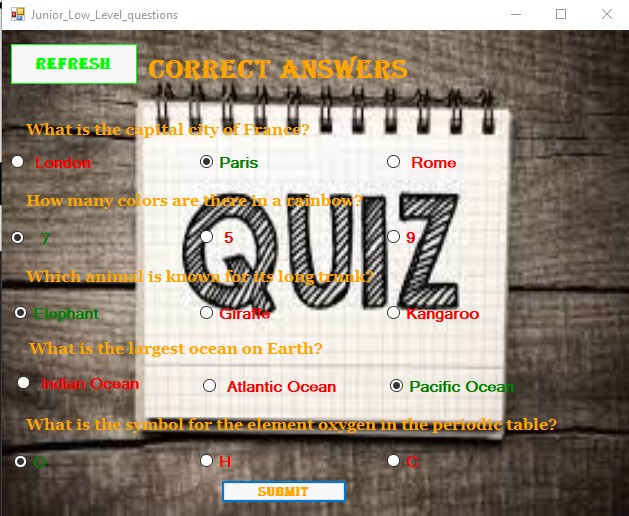 Junior_Low_Level_questions
REFRESH
CORRECT ANSWERS
What is the capital city of France?
London Paris Rome
How many colors are there in a rainbow?
7 5 9
QUIZ
Which animal is known for its long trunk?
Elephant Giraffe Kangaroo
What is the largest ocean on Earth?
Indian Ocean Atlantic Ocean Pacific Ocean
What is the symbol for the element oxygen in the periodic table?
O H C
SUBMIT